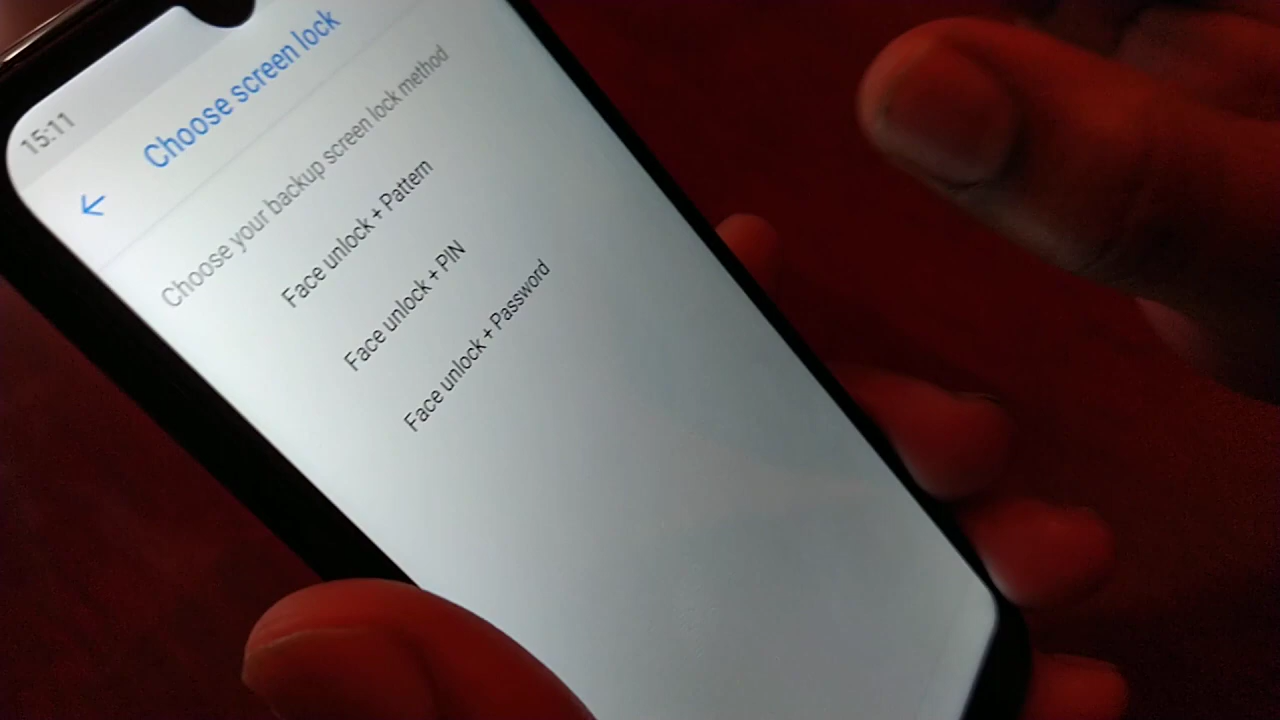 15:11
Choose screen lock
Choose your backup screen lock method
Face unlock + Pattern
Face unlock + PIN
Face unlock + Password